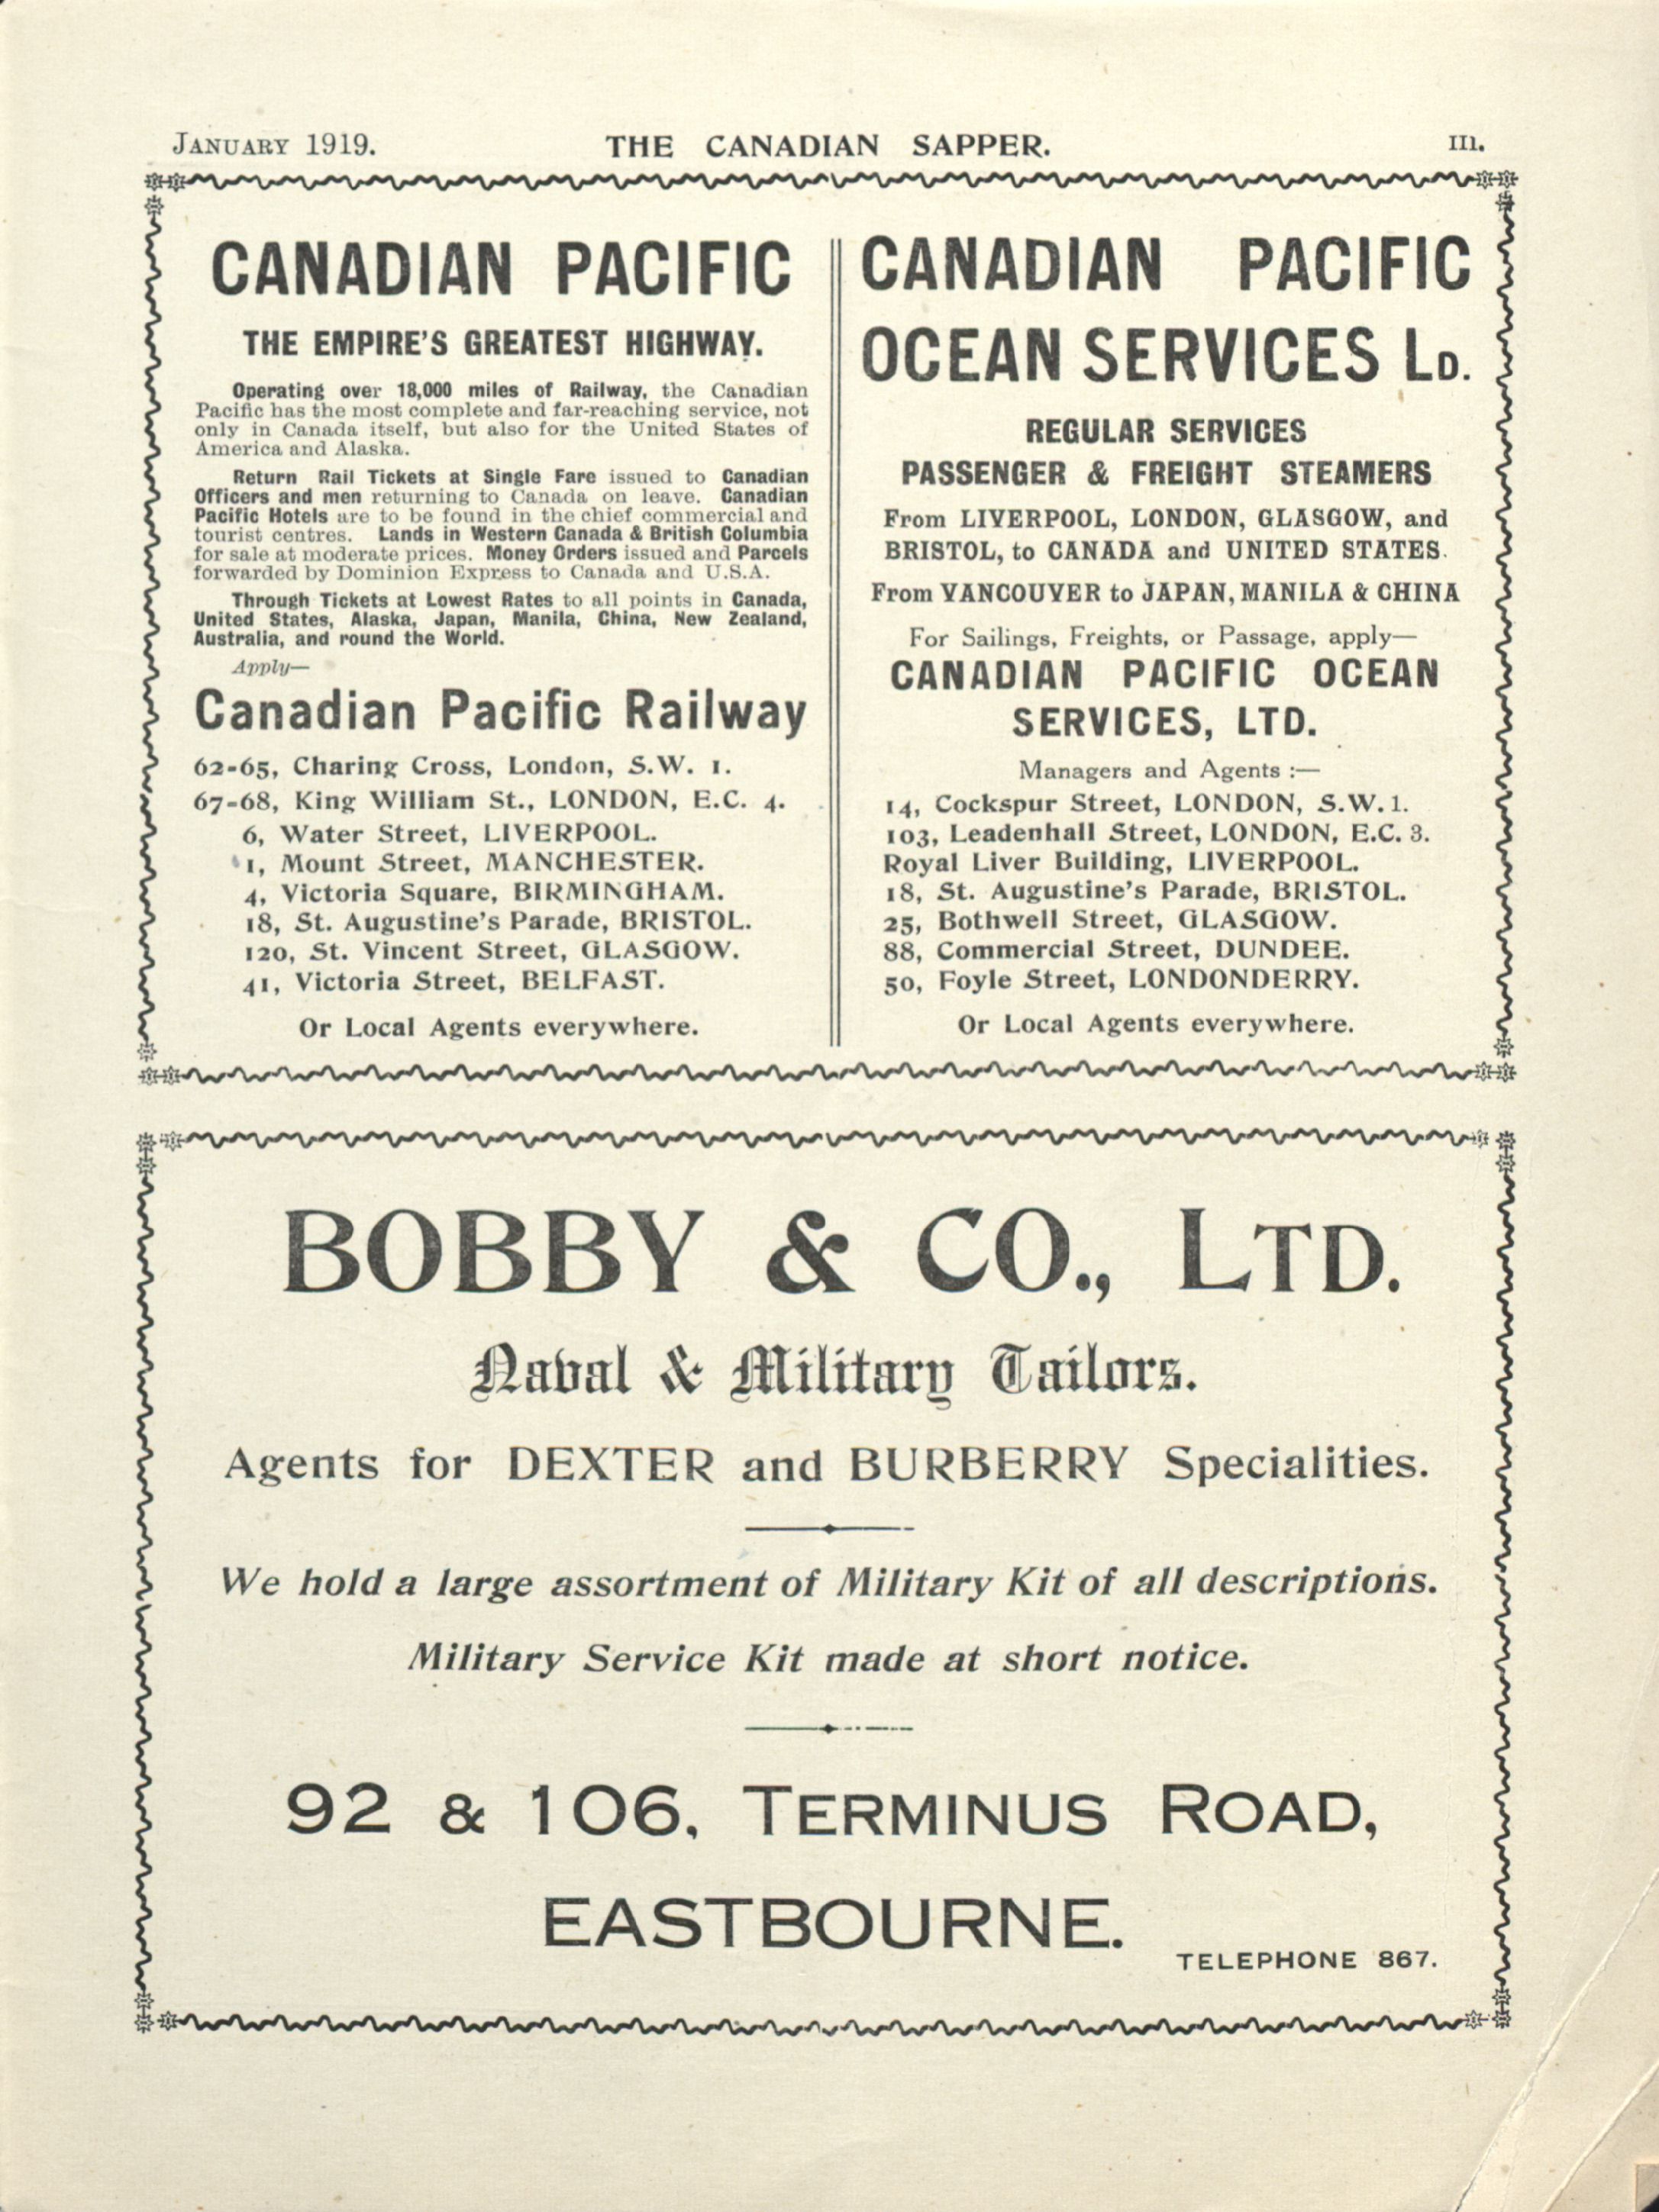 January 1919.
THE CANADIAN SAPPER.
III.
CANADIAN PACIFIC
THE EMPIRE'S GREATEST HIGHWAY.
Operating over 18,000 miles of Railway, the Canadian
Pacific has the most complete and far-reaching service, not
only in Canada itself, but also for the United States of
America and Alaska.
Return Rail Tickets at Single Fare issued to Canadian
Officers and men returning to Canada on leave. Canadian
Pacific Hotels are to be found in the chief commercial and
tourist centres. Lands in Western Canada & British Columbia
for sale at moderate prices. Money Orders issued and Parcels
forwarded by Dominion Express to Canada and U.S.A.
Through Tickets at Lowest Rates to all points in Canada,
United States, Alaska, Japan, Manila, China, New Zealand,
Australia, and round the World.
Apply—
Canadian Pacific Railway
62-65, Charing Cross, London, S.W. 1.
67-68, King William St., LONDON, E.C. 4.
6, Water Street, LIVERPOOL.
1, Mount Street, MANCHESTER.
4, Victoria Square, BIRMINGHAM.
18, St. Augustine's Parade, BRISTOL.
120, St. Vincent Street, GLASGOW.
41, Victoria Street, BELFAST.
Or Local Agents everywhere.
CANADIAN PACIFIC
OCEAN SERVICES LD.
REGULAR SERVICES
PASSENGER & FREIGHT STEAMERS
From LIVERPOOL, LONDON, GLASGOW, and
BRISTOL, to CANADA and UNITED STATES.
From VANCOUVER to JAPAN, MANILA & CHINA
For Sailings, Freights, or Passage, apply—
CANADIAN PACIFIC OCEAN
SERVICES, LTD.
Managers and Agents :—
14, Cockspur Street, LONDON, S.W. 1.
103, Leadenhall Street, LONDON, E.C. 3.
Royal Liver Building, LIVERPOOL.
18, St. Augustine's Parade, BRISTOL.
25, Bothwell Street, GLASGOW.
88, Commercial Street, DUNDEE.
50, Foyle Street, LONDONDERRY.
Or Local Agents everywhere.
BOBBY & CO., LTD.
Naval & Military Tailors.
Agents for DEXTER and BURBERRY Specialities.
We hold a large assortment of Military Kit of all descriptions.
Military Service Kit made at short notice.
92 & 106, TERMINUS ROAD,
EASTBOURNE.
TELEPHONE 867.